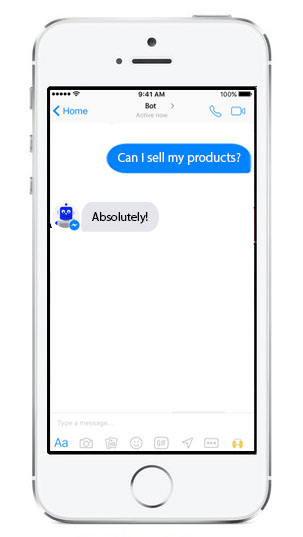 9:41 AM
100%
Home
Bot
Active now
Can I sell my products?
Absolutely!
Type a message...
Aa
GIF